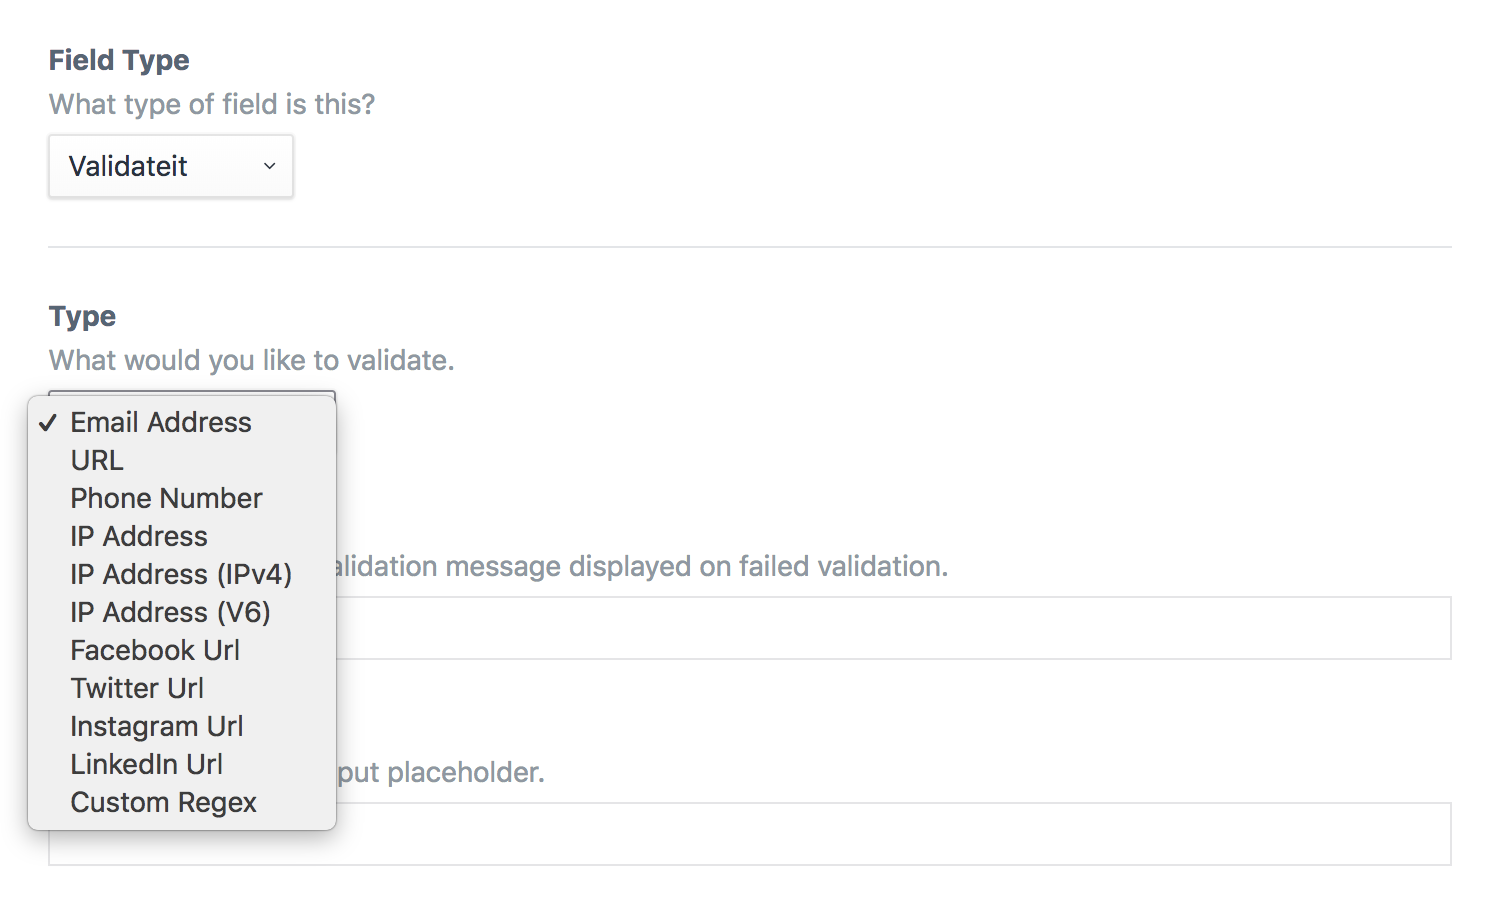 Field Type
What type of field is this?
Validateit
Type
What would you like to validate.
Email Address
URL
Phone Number
IP Address
IP Address (IPv4)
alidation message displayed on failed validation.
IP Address (V6)
Facebook Url
Twitter Url
Instagram Url
LinkedIn Url
put placeholder.
Custom Regex